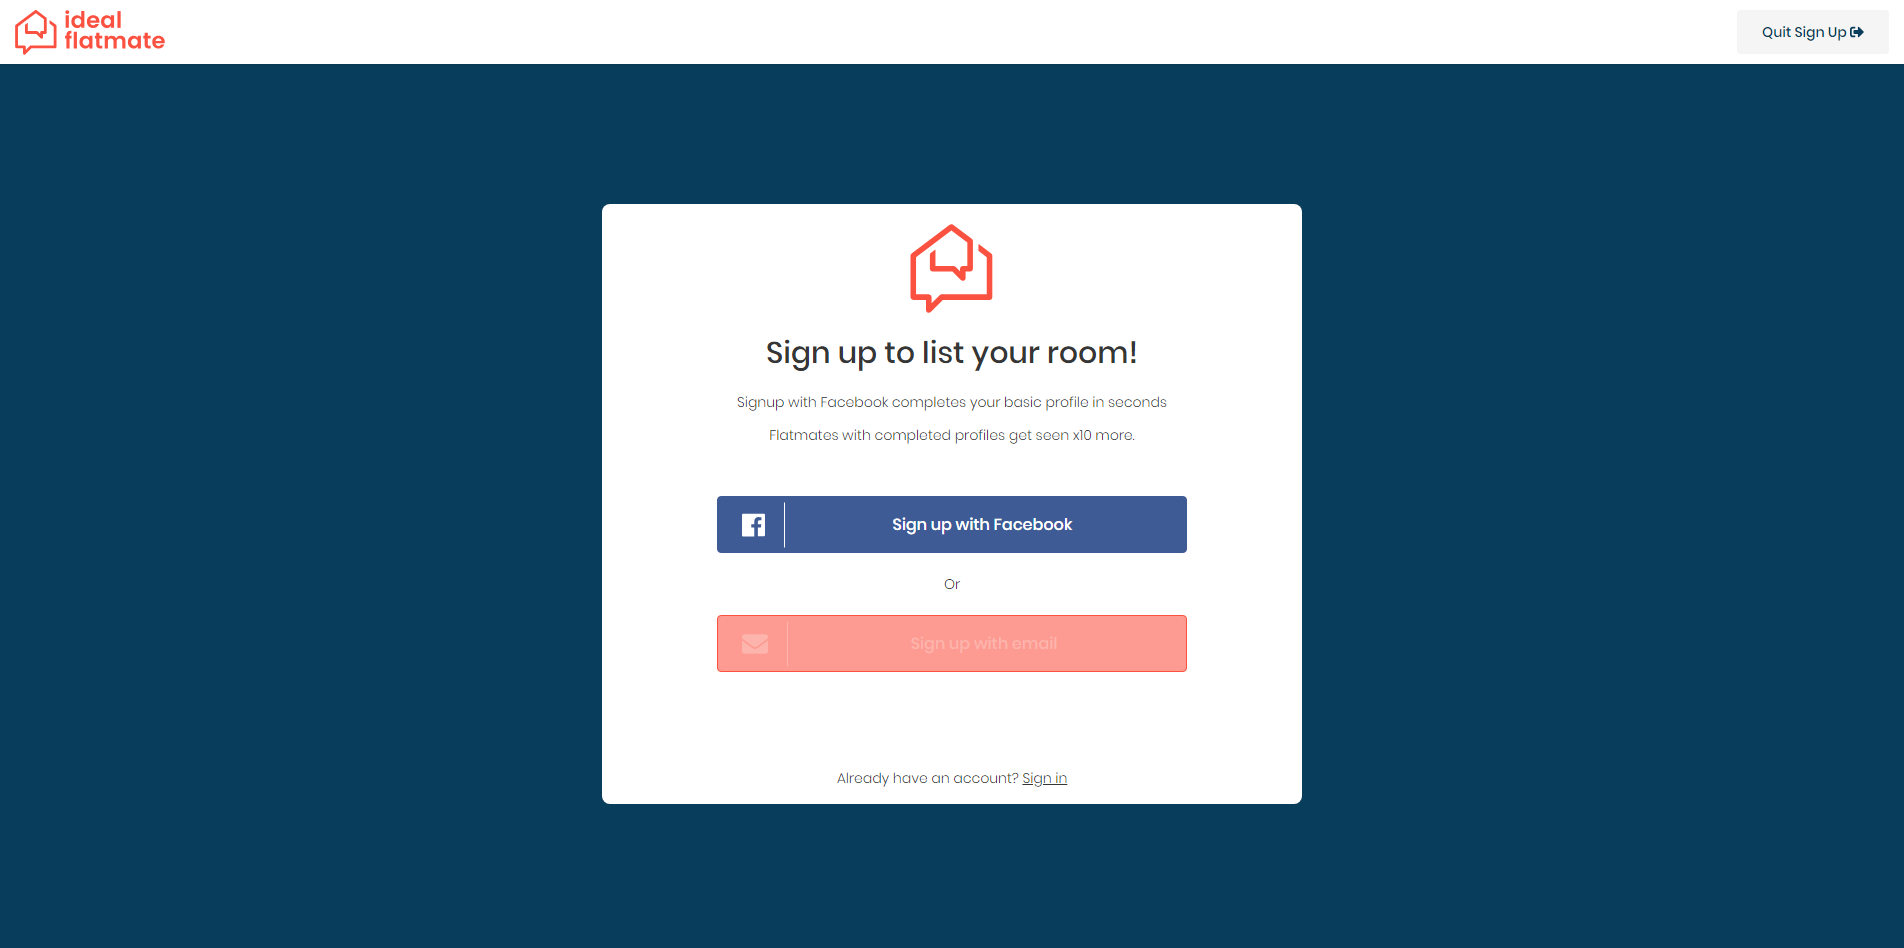 ideal
flatmate
Quit Sign Up
Sign up to list your room!
Signup with Facebook completes your basic profile in seconds
Flatmates with completed profiles get seen x10 more.
Sign up with Facebook
Or
Sign up with email
Already have an account? Sign in